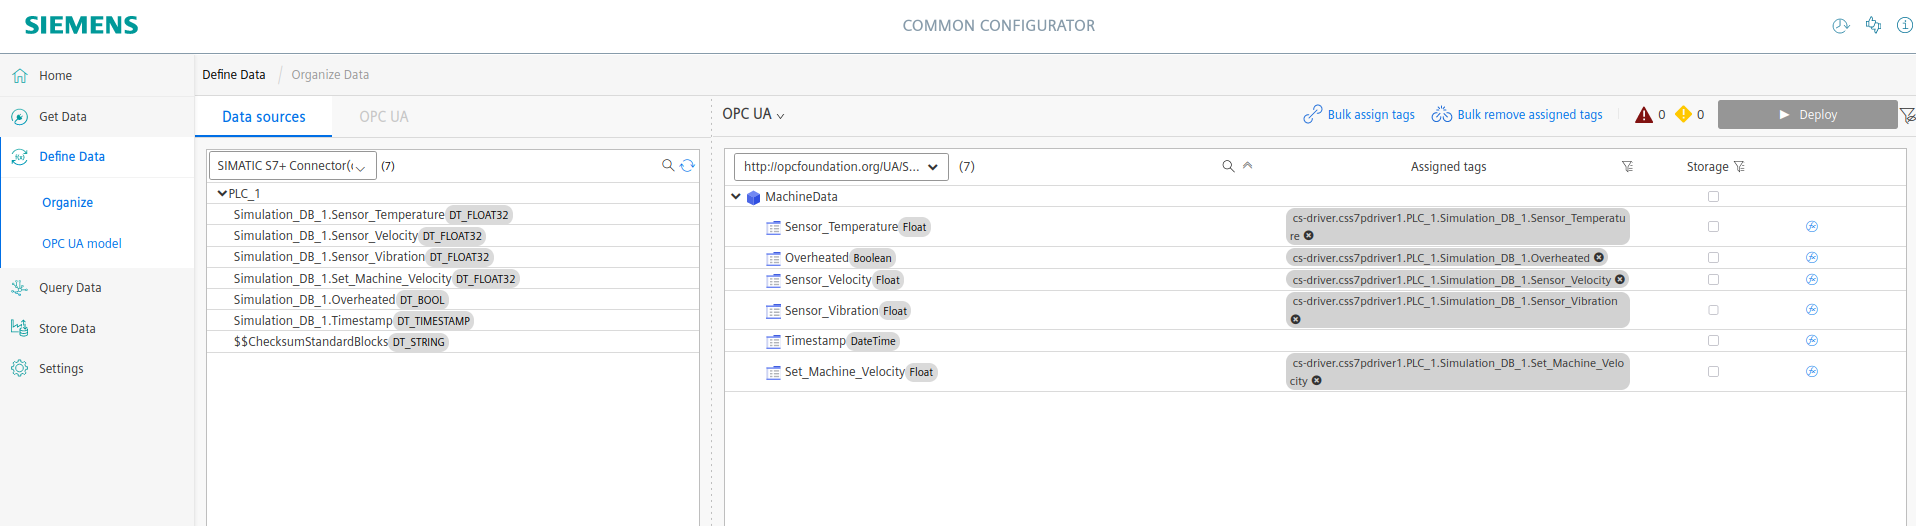 SIEMENS
COMMON CONFIGURATOR
Home
Get Data
Define Data
Organize
OPC UA model
Query Data
Store Data
Settings
Define Data / Organize Data
Data sources
OPC UA
SIMATIC S7+ Connector(
(7)
PLC_1
Simulation_DB_1.Sensor_Temperature DT_FLOAT32
Simulation_DB_1.Sensor_Velocity DT_FLOAT32
Simulation_DB_1.Sensor_Vibration DT_FLOAT32
Simulation_DB_1.Set_Machine_Velocity DT_FLOAT32
Simulation_DB_1.Overheated DT_BOOL
Simulation_DB_1.Timestamp DT_TIMESTAMP
$$ChecksumStandardBlocks DT_STRING
OPC UA
Bulk assign tags
Bulk remove assigned tags
0
0
Deploy
http://opcfoundation.org/UA/S...
(7)
Assigned tags
Storage
MachineData
Sensor_Temperature Float
cs-driver.css7pdriver1.PLC_1.Simulation_DB_1.Sensor_Temperatu
re
Overheated Boolean
cs-driver.css7pdriver1.PLC_1.Simulation_DB_1.Overheated
Sensor_Velocity Float
cs-driver.css7pdriver1.PLC_1.Simulation_DB_1.Sensor_Velocity
Sensor_Vibration Float
cs-driver.css7pdriver1.PLC_1.Simulation_DB_1.Sensor_Vibration
Timestamp DateTime
Set_Machine_Velocity Float
cs-driver.css7pdriver1.PLC_1.Simulation_DB_1.Set_Machine_Velo
city